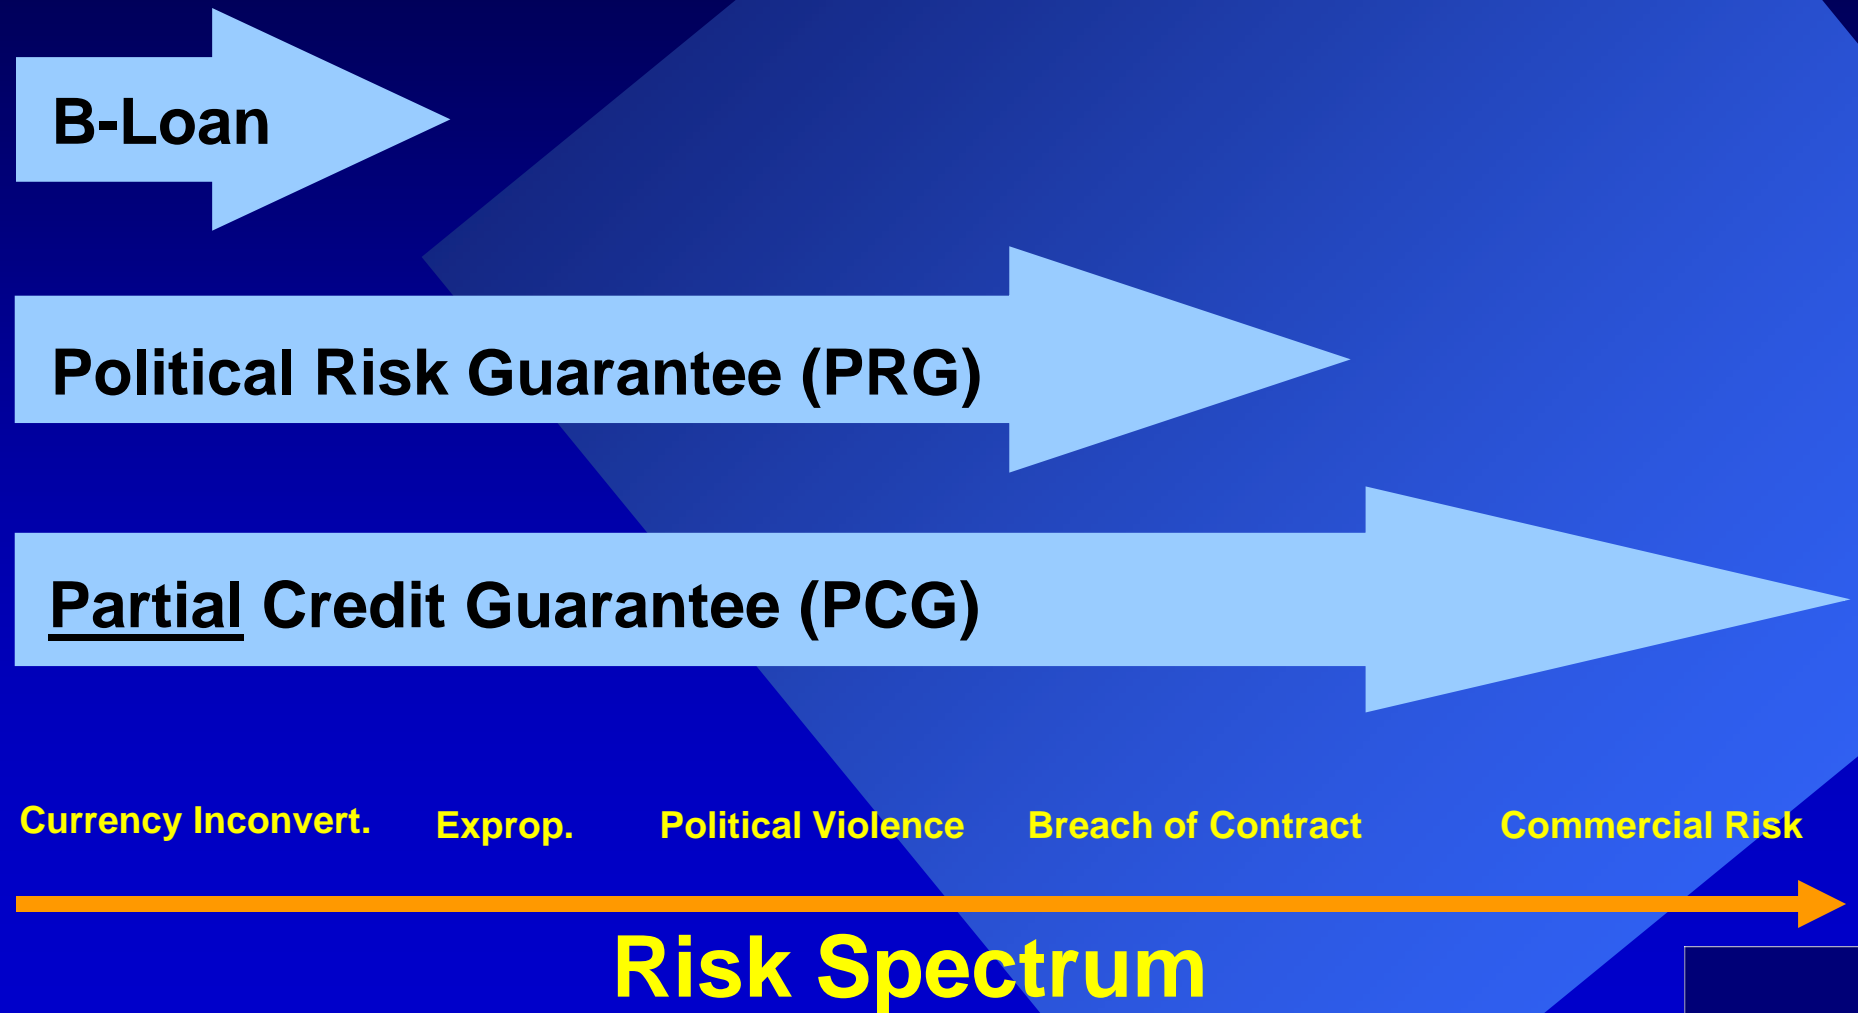 B-Loan
Political Risk Guarantee (PRG)
Partial Credit Guarantee (PCG)
Currency Inconvert. Exprop. Political Violence Breach of Contract Commercial Risk
Risk Spectrum